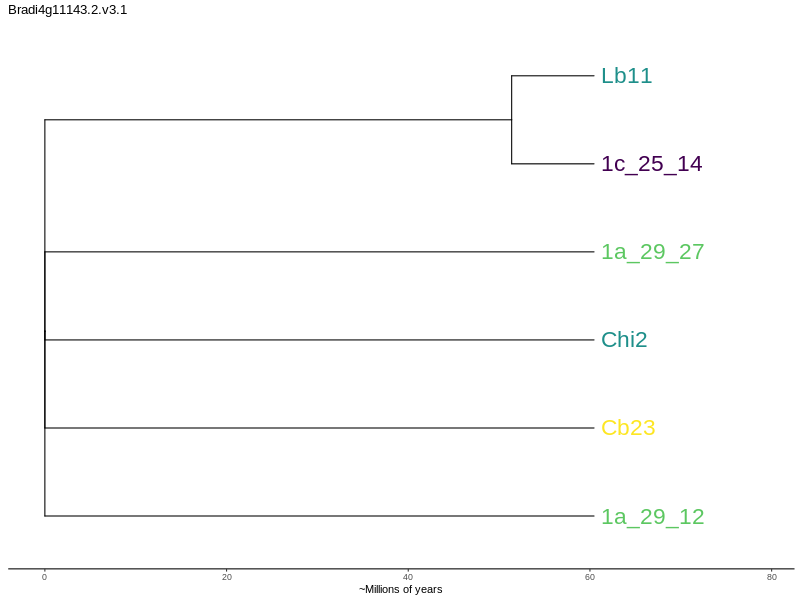 Bradi4g11143.2.v3.1
Lb11
1c_25_14
1a_29_27
Chi2
Cb23
1a_29_12
0 20 40 60 80
~Millions of years